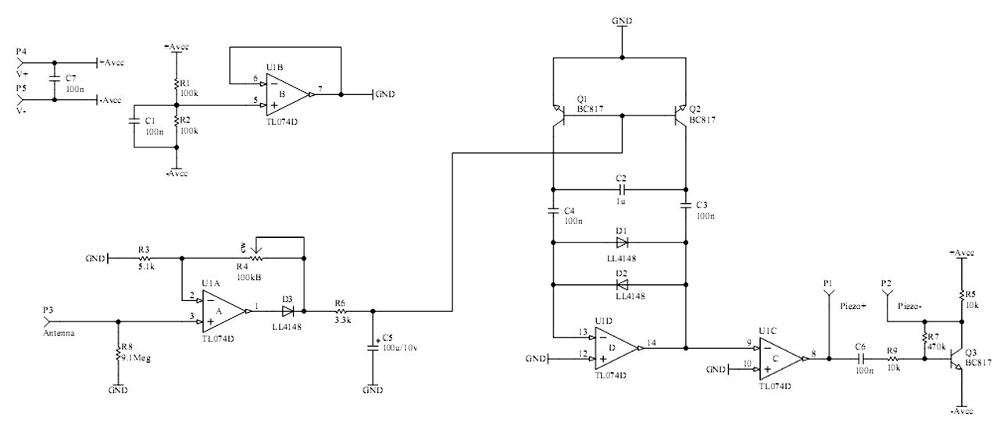 P4
V+
P5
V-
C7
100n
+Avcc
-Avcc
+Avcc
R1
100k
C1
100n
R2
100k
-Avcc
U1B
6
5
B
7
TL074D
GND
GND
Q1
BC817
Q2
BC817
C2
1u
C4
100n
C3
100n
D1
LL4148
D2
LL4148
GND
R3
5.1k
R4
100kB
U1A
2
3
A
1
TL074D
D3
LL4148
R6
3.3k
C5
100u/10v
GND
P3
Antenna
R8
9.1Meg
GND
U1D
13
12
D
14
TL074D
GND
U1C
9
10
C
8
TL074D
GND
P1
Piezo+
P2
Piezo-
C6
100n
R9
10k
R7
470k
+Avcc
R5
10k
Q3
BC817
-Avcc